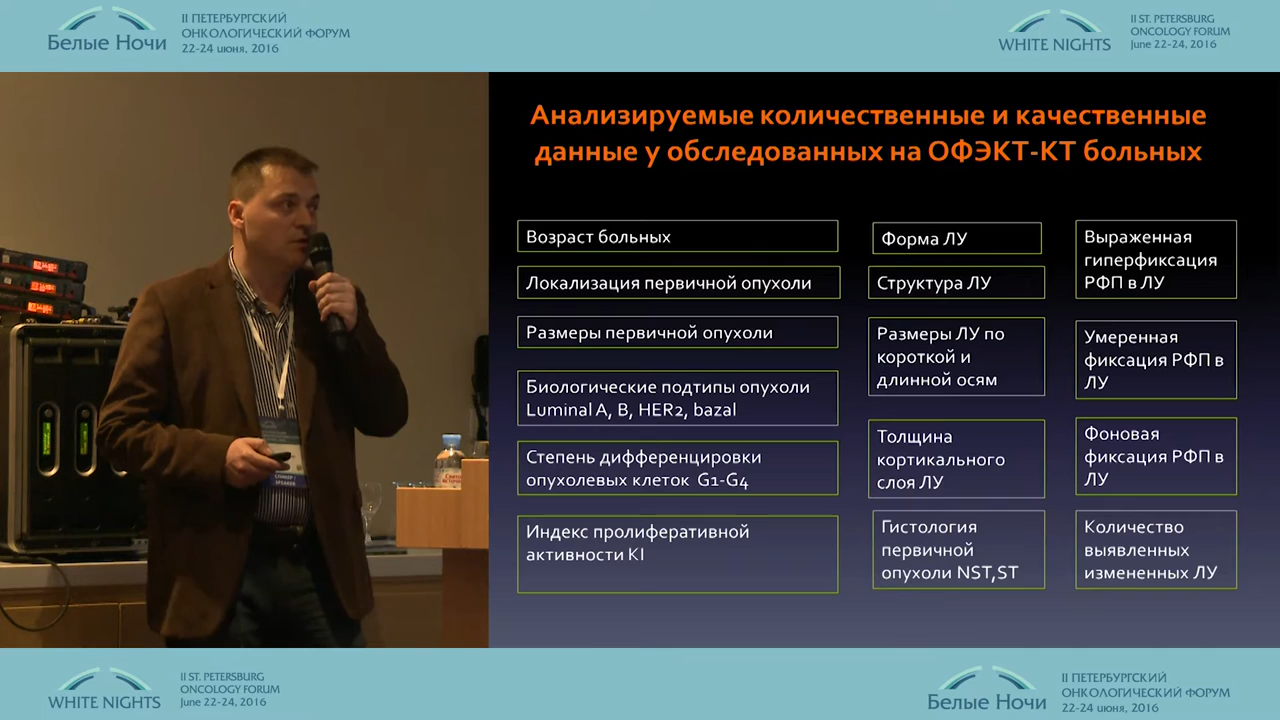 Белые Ночи
II ПЕТЕРБУРГСКИЙ
ОНКОЛОГИЧЕСКИЙ ФОРУМ
22-24 июня, 2016
WHITE NIGHTS
II ST. PETERSBURG
ONCOLOGY FORUM
June 22-24, 2016
Анализируемые количественные и качественные
данные у обследованных на ОФЭКТ-КТ больных
Возраст больных
Локализация первичной опухоли
Размеры первичной опухоли
Биологические подтипы опухоли
Luminal A, B, HER2, bazal
Степень дифференцировки
опухолевых клеток G1-G4
Индекс пролиферативной
активности KI
Форма ЛУ
Структура ЛУ
Размеры ЛУ по
короткой и
длинной осям
Толщина
кортикального
слоя ЛУ
Гистология
первичной
опухоли NST,ST
Выраженная
гиперфиксация
РФП в ЛУ
Умеренная
фиксация РФП в
ЛУ
Фоновая
фиксация РФП в
ЛУ
Количество
выявленных
измененных ЛУ
WHITE NIGHTS
II ST. PETERSBURG
ONCOLOGY FORUM
June 22-24, 2016
Белые Ночи
II ПЕТЕРБУРГСКИЙ
ОНКОЛОГИЧЕСКИЙ ФОРУМ
22-24 июня, 2016